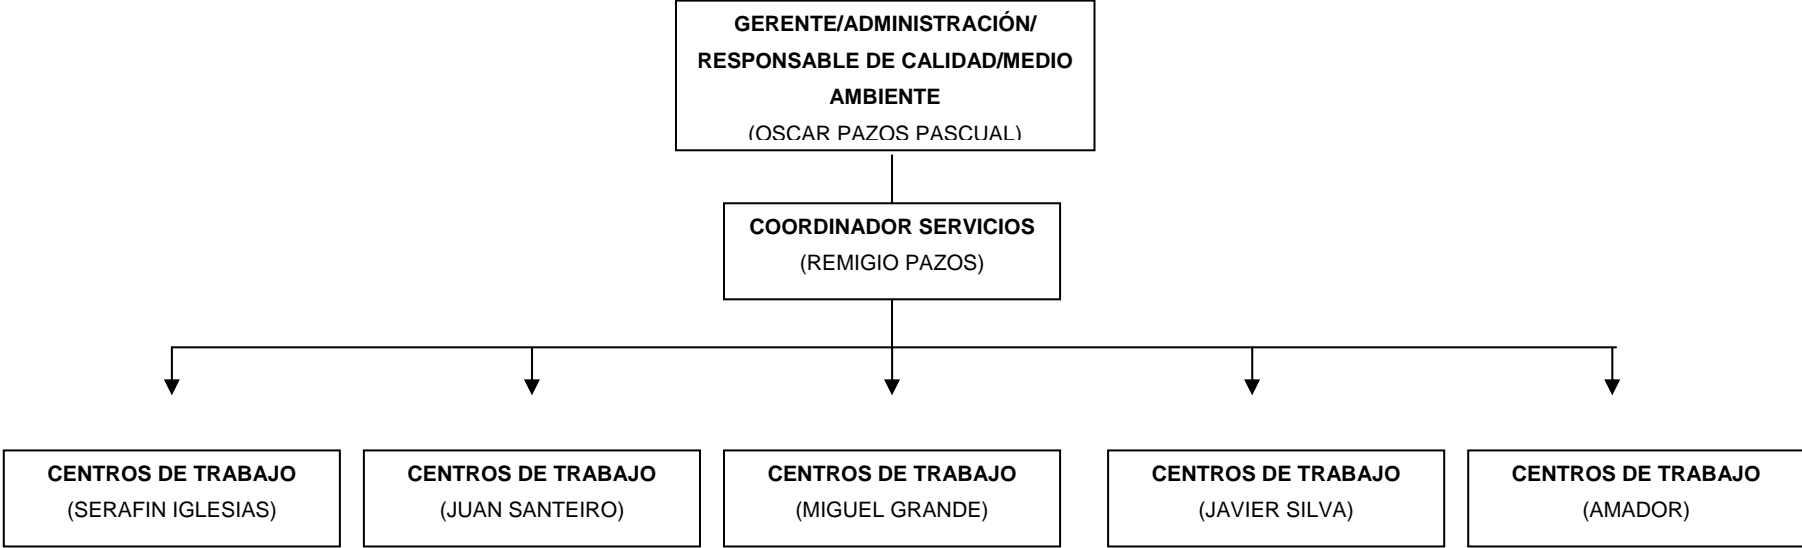 GERENTE/ADMINISTRACIÓN/
RESPONSABLE DE CALIDAD/MEDIO
AMBIENTE
(OSCAR PAZOS PASCUAL)
COORDINADOR SERVICIOS
(REMIGIO PAZOS)
CENTROS DE TRABAJO
(SERAFIN IGLESIAS)
CENTROS DE TRABAJO
(JUAN SANTEIRO)
CENTROS DE TRABAJO
(MIGUEL GRANDE)
CENTROS DE TRABAJO
(JAVIER SILVA)
CENTROS DE TRABAJO
(AMADOR)